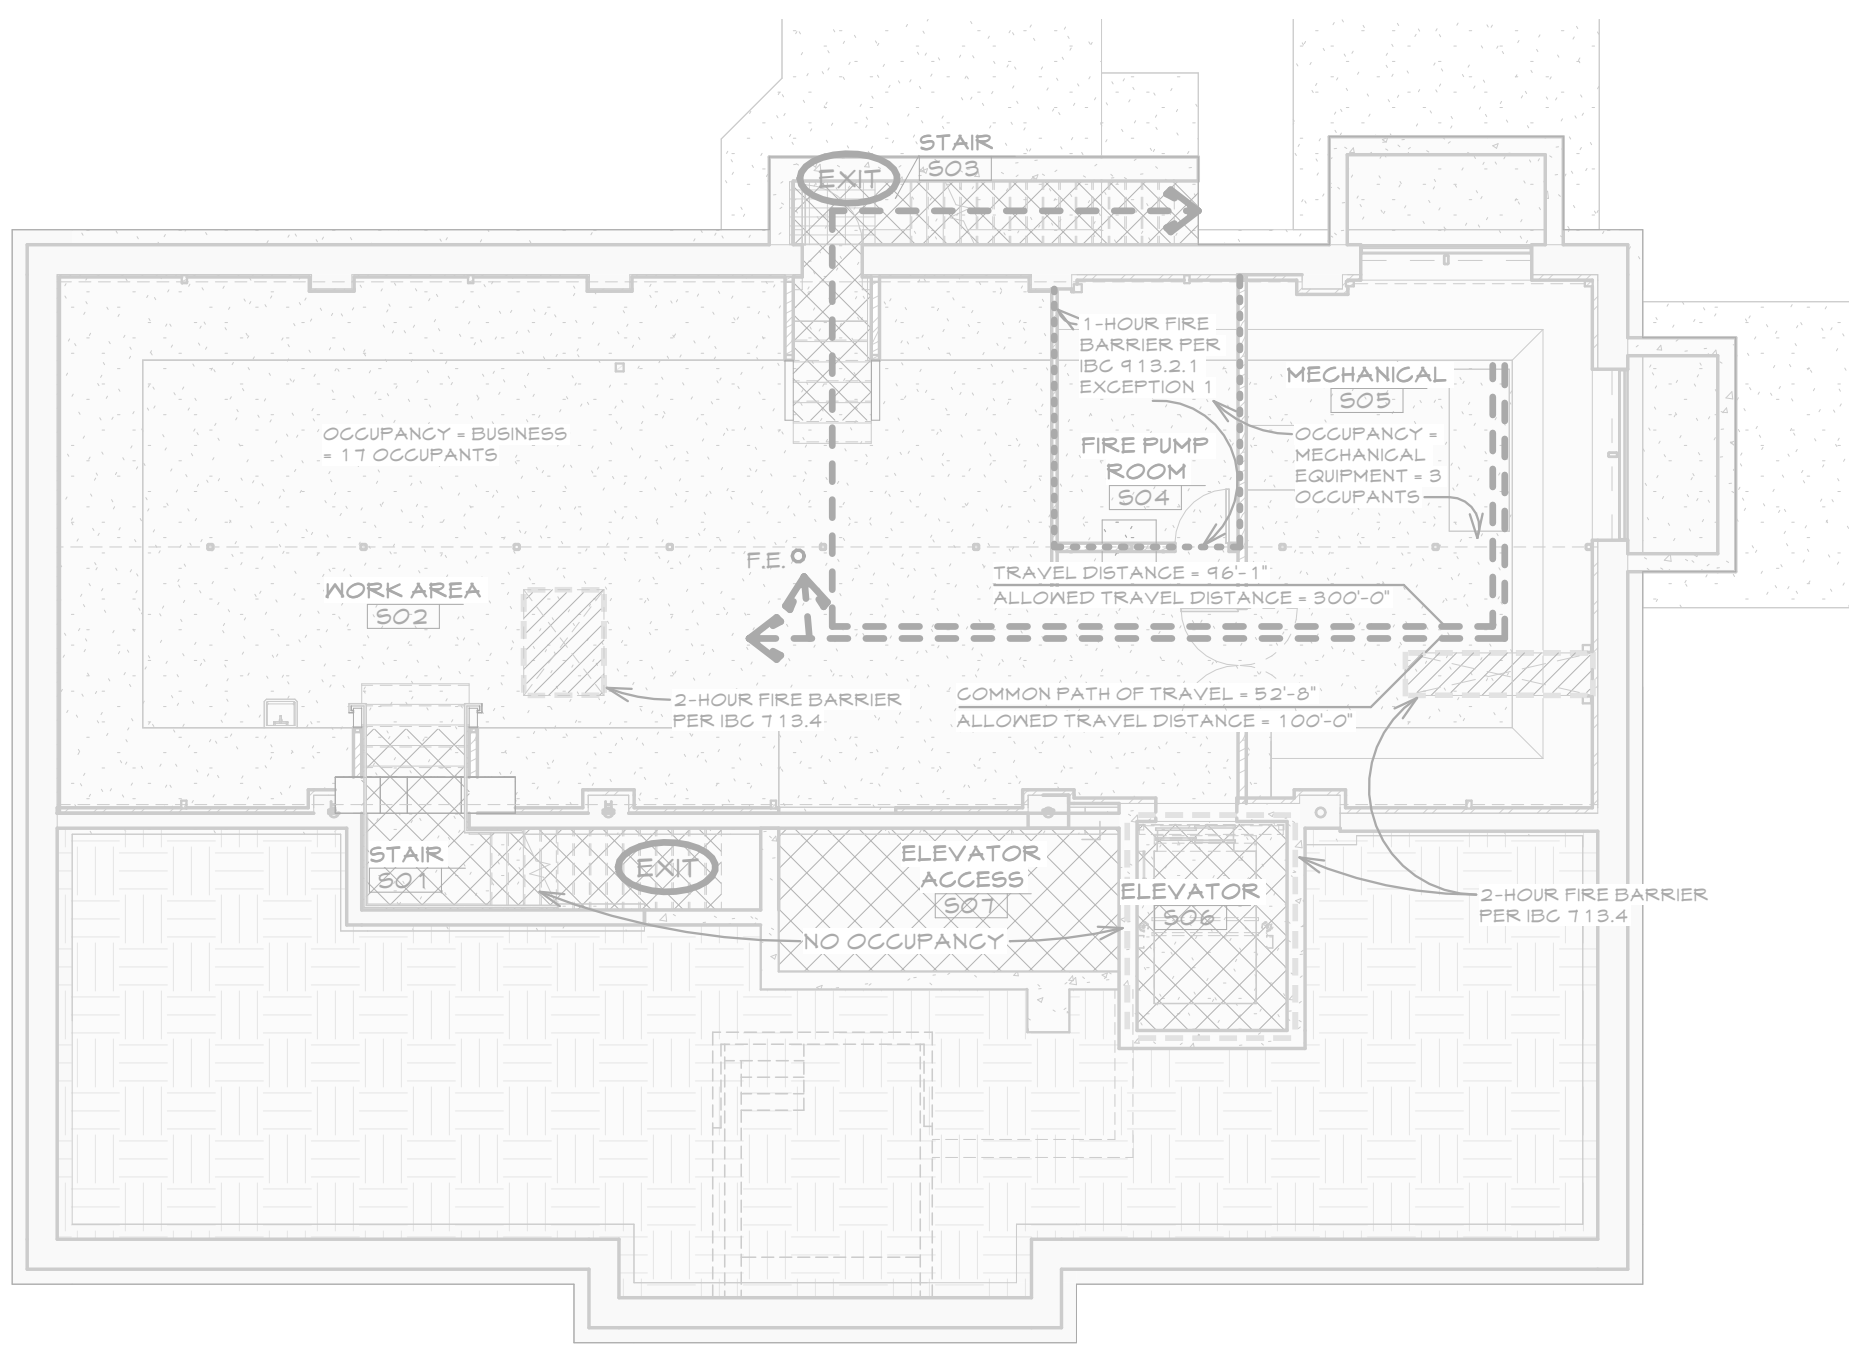 STAIR
S03
EXIT
1-HOUR FIRE
BARRIER PER
IBC 913.2.1
EXCEPTION 1
MECHANICAL
S05
OCCUPANCY = BUSINESS
= 17 OCCUPANTS
FIRE PUMP
ROOM
S04
OCCUPANCY =
MECHANICAL
EQUIPMENT = 3
OCCUPANTS
F.E.
TRAVEL DISTANCE = 96'-1"
ALLOWED TRAVEL DISTANCE = 300'-0"
WORK AREA
S02
2-HOUR FIRE BARRIER
PER IBC 713.4
COMMON PATH OF TRAVEL = 52'-8"
ALLOWED TRAVEL DISTANCE = 100'-0"
STAIR
S01
EXIT
ELEVATOR
ACCESS
S07
ELEVATOR
S06
2-HOUR FIRE BARRIER
PER IBC 713.4
NO OCCUPANCY